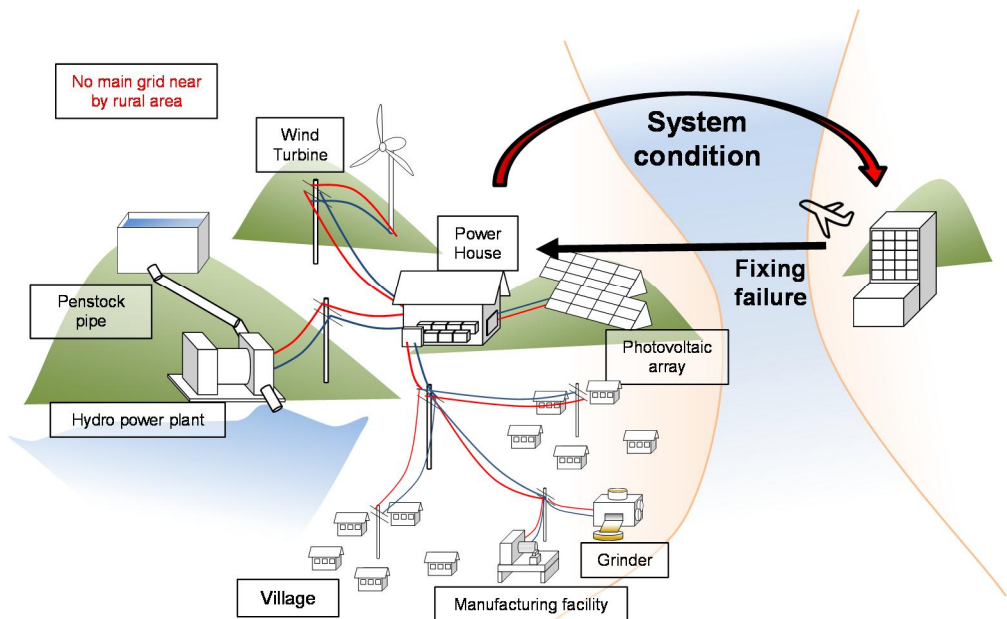 No main grid near
by rural area
Wind
Turbine
System
condition
Power
House
Fixing
failure
Penstock
pipe
Photovoltaic
array
Hydro power plant
Grinder
Village
Manufacturing facility